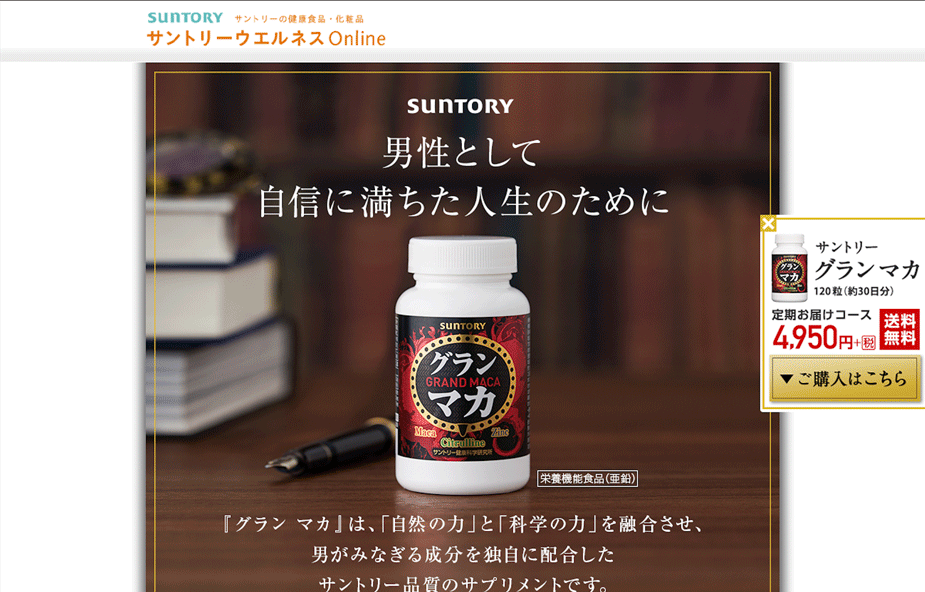 SUNTORY サントリーの健康食品・化粧品
サントリーウエルネスOnline
SUNTORY
男性として
自信に満ちた人生のために
SUNTORY
グラン
GRAND MACA
マカ
Maca
Zinc
Citrulline
サントリー健康科学研究所
栄養機能食品(亜鉛)
『グラン マカ』は、「自然の力」と「科学の力」を融合させ、
男がみなぎる成分を独自に配合した
サントリー品質のサプリメントです。
サントリー
グラン マカ
120粒(約30日分)
グラン
マカ
定期お届けコース
4,950円+税
送料
無料
▼ご購入はこちら